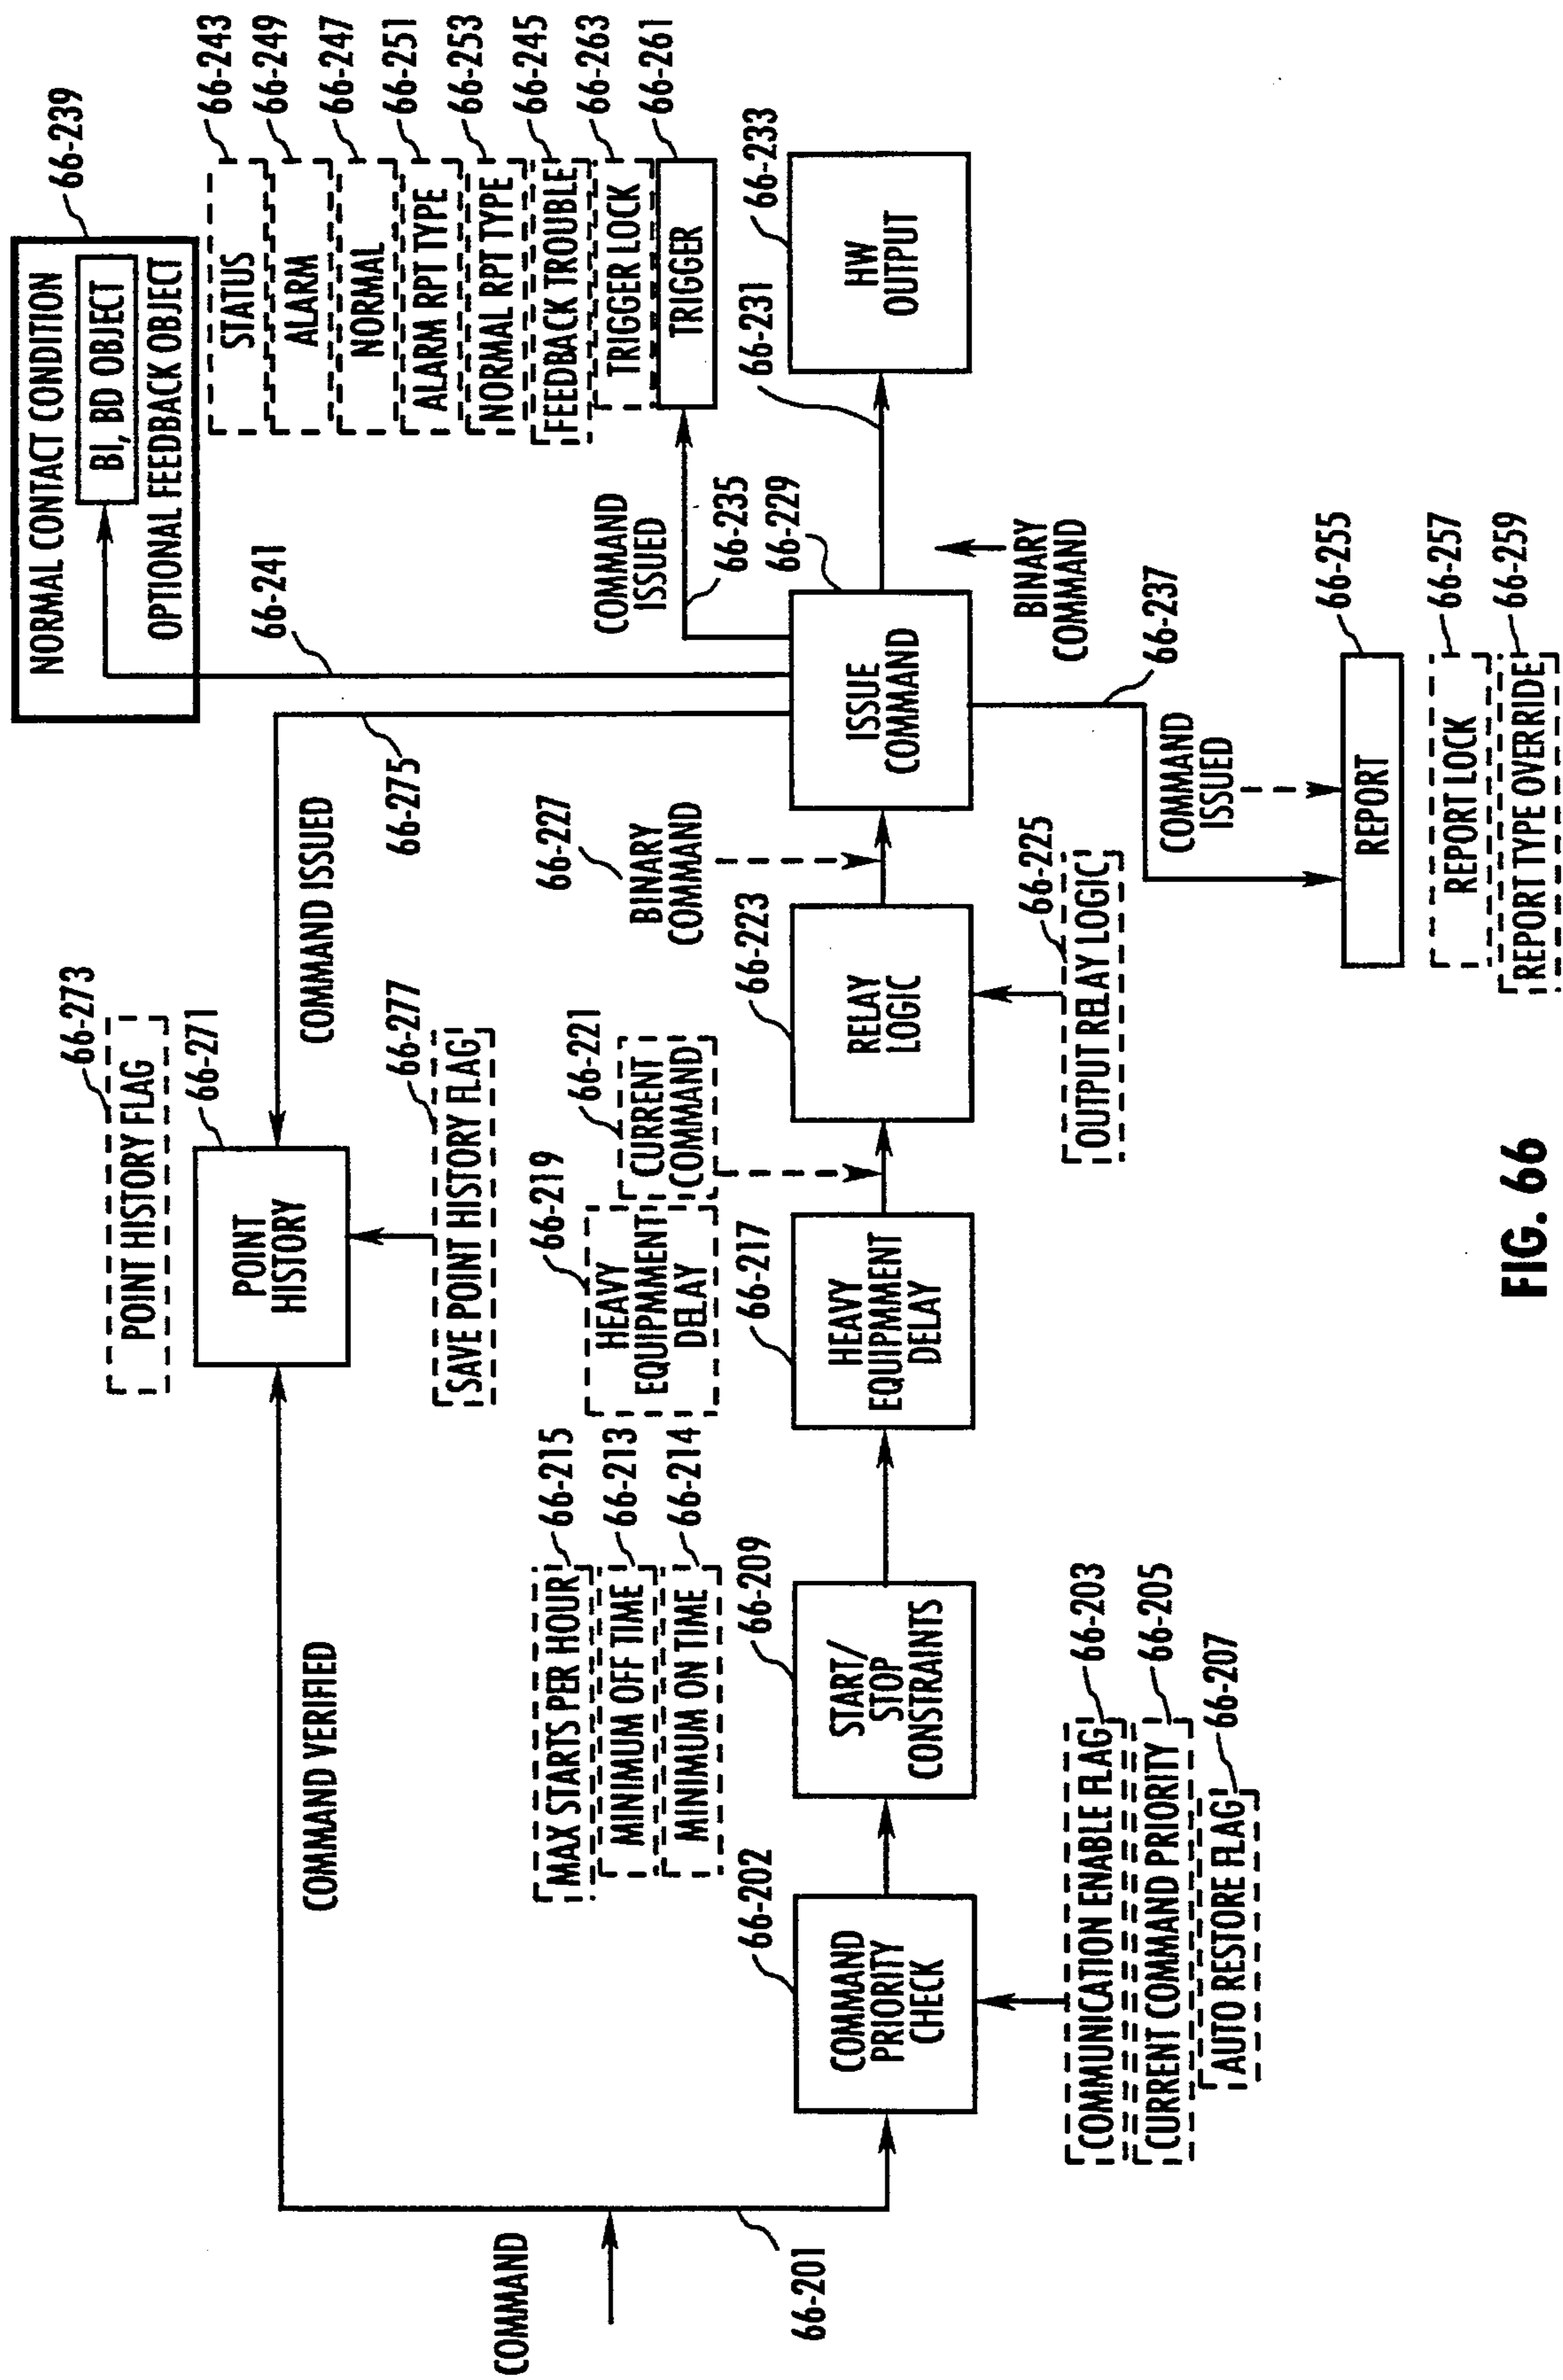 COMMAND
66-201
COMMAND VERIFIED
66-273
POINT HISTORY FLAG
66-271
POINT
HISTORY
66-277
SAVE POINT HISTORY FLAG
COMMAND ISSUED
66-275
66-241
66-239
NORMAL CONTACT CONDITION
BI, BD OBJECT
OPTIONAL FEEDBACK OBJECT
STATUS
66-243
ALARM
66-249
NORMAL
66-247
ALARM RPT TYPE
66-251
NORMAL RPT TYPE
66-253
FEEDBACK TROUBLE
66-245
TRIGGER LOCK
66-263
TRIGGER
66-261
COMMAND
ISSUED
66-235
66-229
66-231
66-233
HW
OUTPUT
MAX STARTS PER HOUR
66-215
MINIMUM OFF TIME
66-213
MINIMUM ON TIME
66-214
66-219
HEAVY
EQUIPMMENT
DELAY
66-221
CURRENT
COMMAND
66-227
BINARY
COMMAND
66-202
COMMAND
PRIORITY
CHECK
66-209
START/
STOP
CONSTRAINTS
66-217
HEAVY
EQUIPMMENT
DELAY
66-223
RELAY
LOGIC
ISSUE
COMMAND
BINARY
COMMAND
66-237
COMMUNICATION ENABLE FLAG
66-203
CURRENT COMMAND PRIORITY
66-205
AUTO RESTORE FLAG
66-207
66-225
OUTPUT RELAY LOGIC
COMMAND
ISSUED
REPORT
66-255
REPORT LOCK
66-257
REPORT TYPE OVERRIDE
66-259
FIG. 66